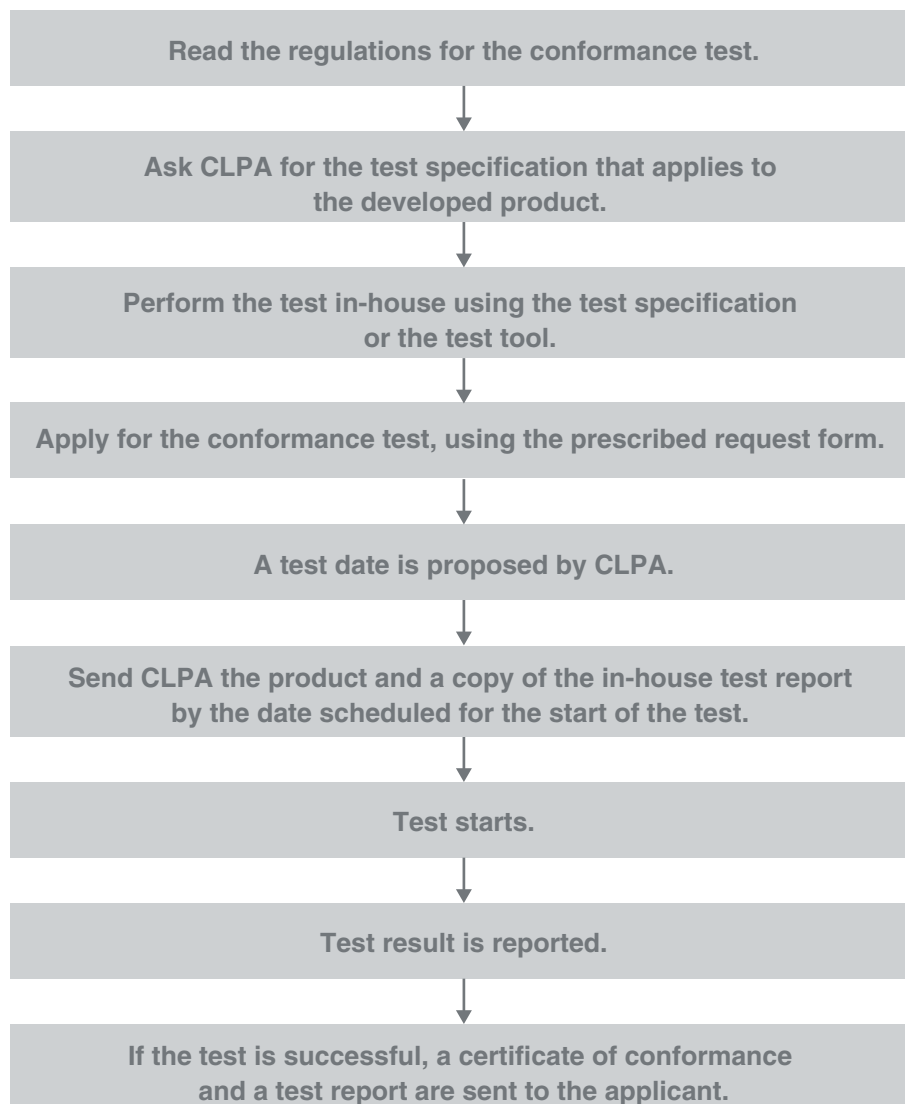 Read the regulations for the conformance test.
Ask CLPA for the test specification that applies to
the developed product.
Perform the test in-house using the test specification
or the test tool.
Apply for the conformance test, using the prescribed request form.
A test date is proposed by CLPA.
Send CLPA the product and a copy of the in-house test report
by the date scheduled for the start of the test.
Test starts.
Test result is reported.
If the test is successful, a certificate of conformance
and a test report are sent to the applicant.